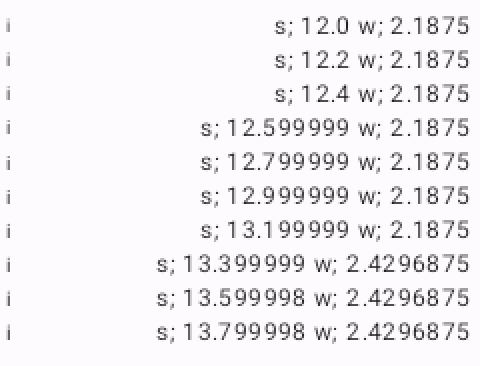 i s; 12.0 w; 2.1875
i s; 12.2 w; 2.1875
i s; 12.4 w; 2.1875
i s; 12.599999 w; 2.1875
i s; 12.799999 w; 2.1875
i s; 12.999999 w; 2.1875
i s; 13.199999 w; 2.1875
i s; 13.399999 w; 2.4296875
i s; 13.599998 w; 2.4296875
i s; 13.799998 w; 2.4296875